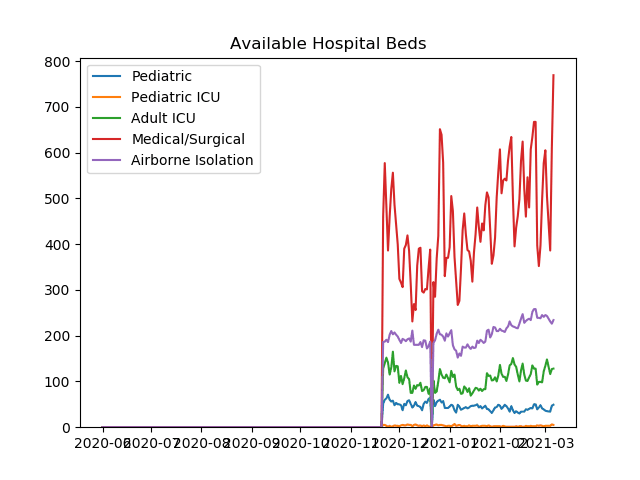 Available Hospital Beds
800
700
600
500
400
300
200
100
0
Pediatric
Pediatric ICU
Adult ICU
Medical/Surgical
Airborne Isolation
2020-06 2020-07 2020-08 2020-09 2020-10 2020-11 2020-12 2021-01 2021-02 2021-03